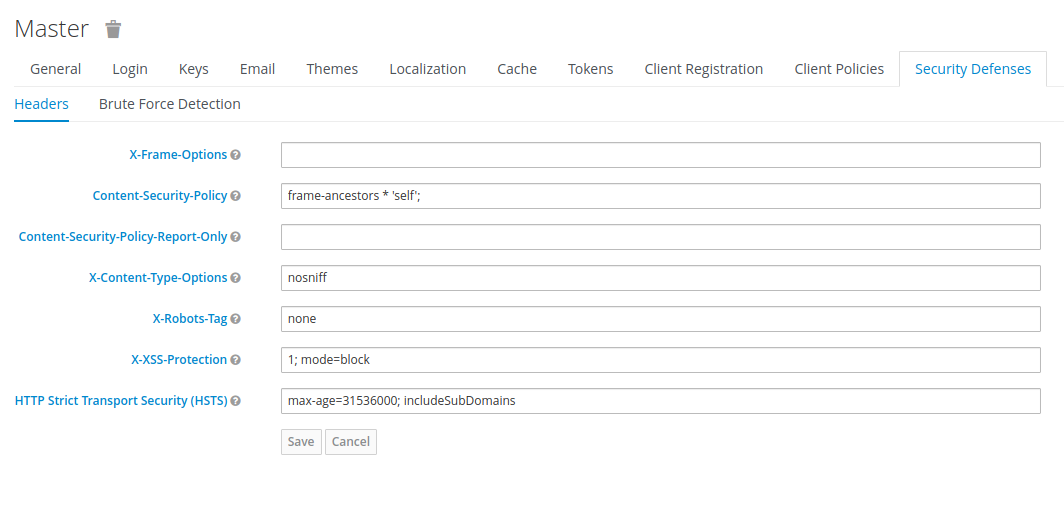 Master
General Login Keys Email Themes Localization Cache Tokens Client Registration Client Policies Security Defenses
Headers Brute Force Detection
X-Frame-Options
Content-Security-Policy frame-ancestors * 'self';
Content-Security-Policy-Report-Only
X-Content-Type-Options nosniff
X-Robots-Tag none
X-XSS-Protection 1; mode=block
HTTP Strict Transport Security (HSTS) max-age=31536000; includeSubDomains
Save Cancel